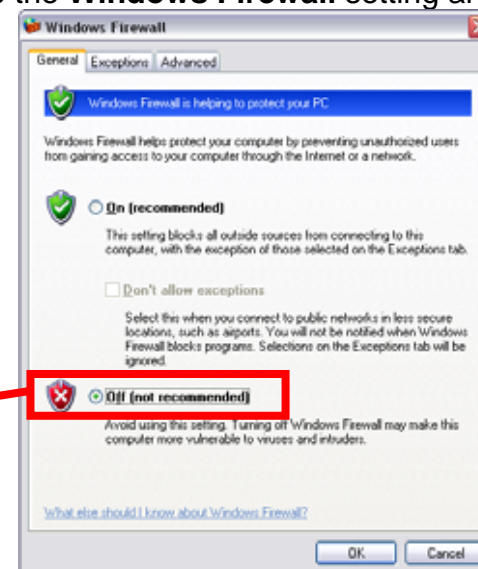 the Windows Firewall setting ar
Windows Firewall
General Exceptions Advanced
Windows Firewall is helping to protect your PC
Windows Firewall helps protect your computer by preventing unauthorized users
from gaining access to your computer through the Internet or a network.
On (recommended)
This setting blocks all outside sources from connecting to this
computer, with the exception of those selected on the Exceptions tab.
Don't allow exceptions
Select this when you connect to public networks in less secure
locations, such as airports. You will not be notified when Windows
Firewall blocks programs. Selections on the Exceptions tab will be
ignored.
Off (not recommended)
Avoid using this setting. Turning off Windows Firewall may make this
computer more vulnerable to viruses and intruders.
What else should I know about Windows Firewall?
OK Cancel